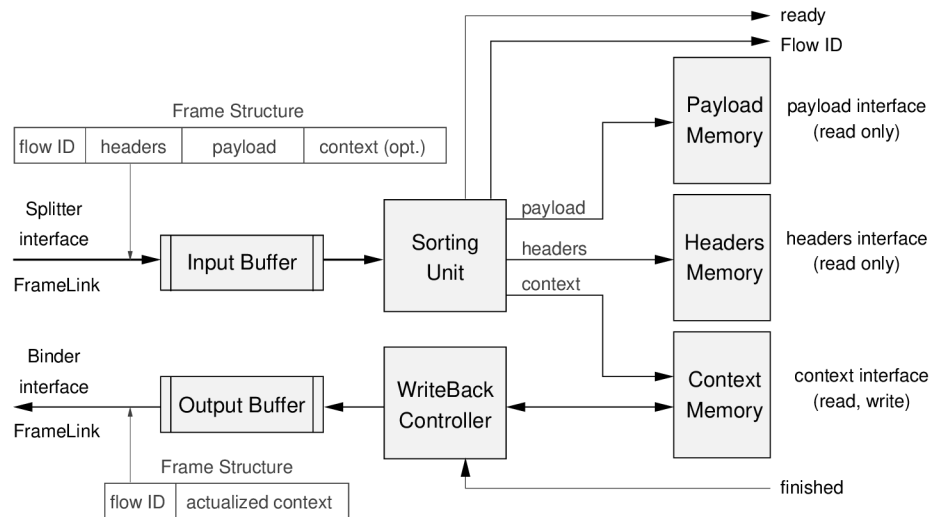 ready
Flow ID
Frame Structure
flow ID headers payload context (opt.)
Payload
Memory
payload interface
(read only)
Splitter
interface
FrameLink
Input Buffer
Sorting
Unit
payload
headers
context
Headers
Memory
headers interface
(read only)
Binder
interface
FrameLink
Output Buffer
WriteBack
Controller
Context
Memory
context interface
(read, write)
Frame Structure
flow ID actualized context
finished